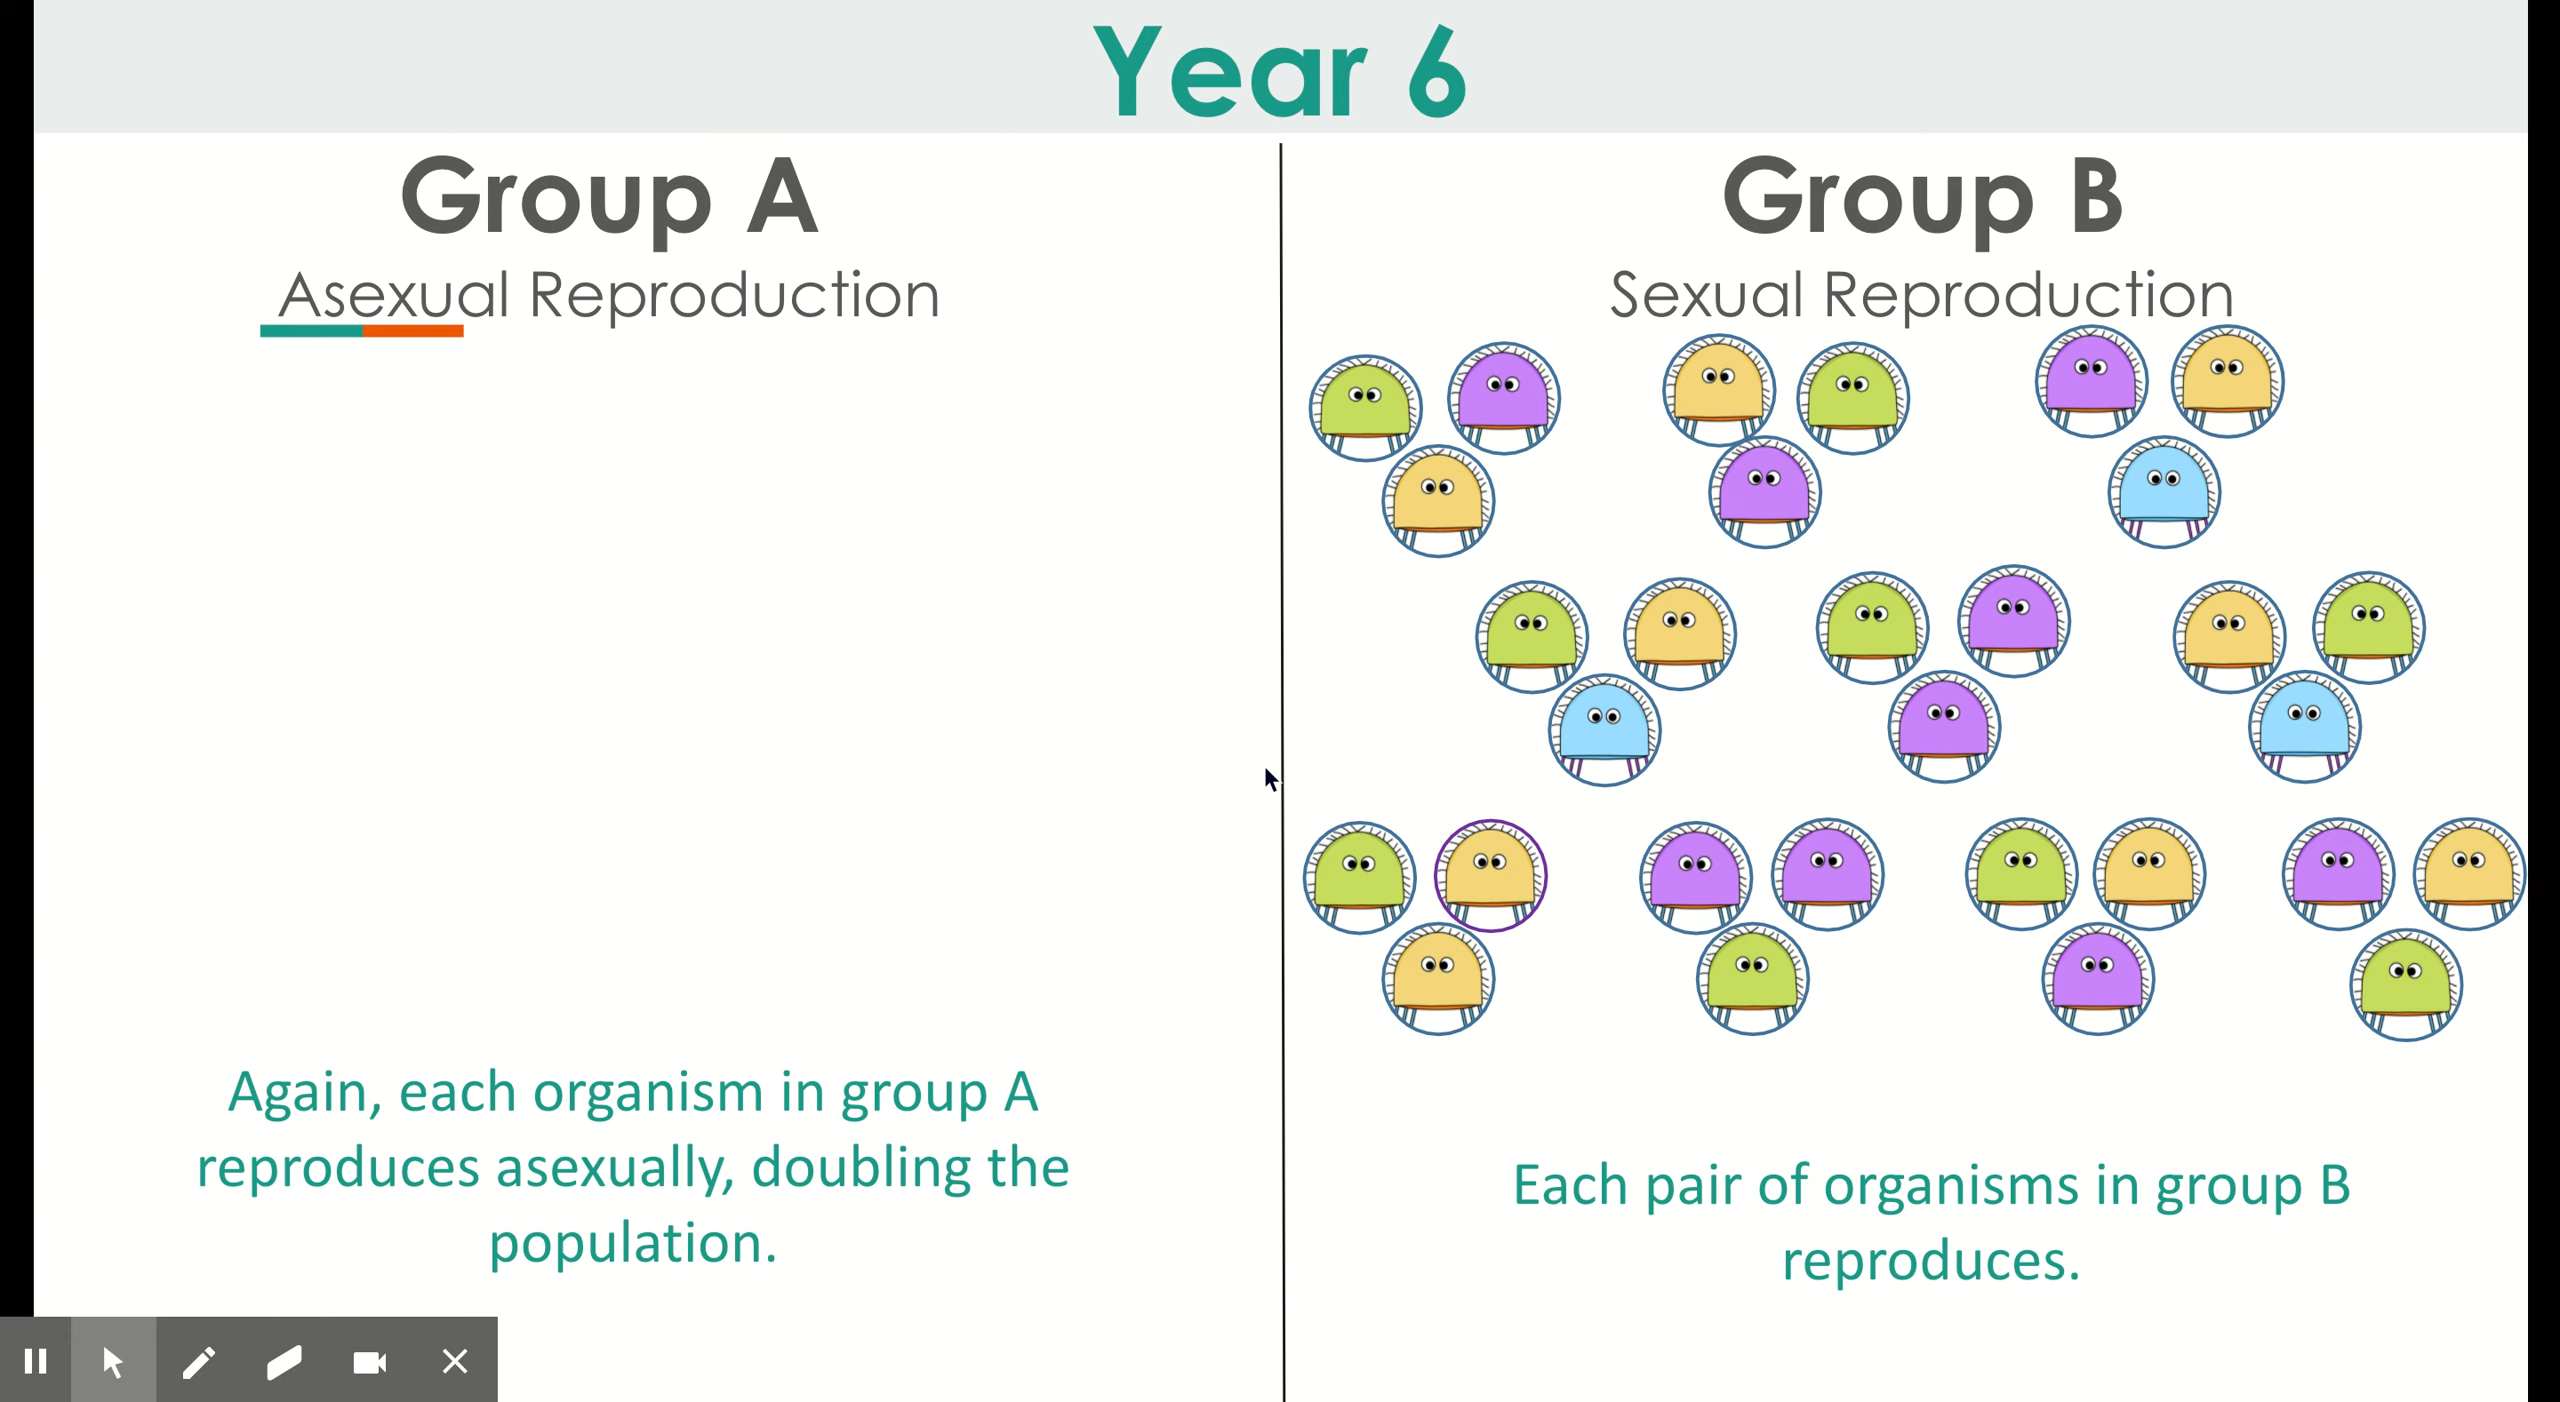 Year 6
Group A
Asexual Reproduction
Again, each organism in group A
reproduces asexually, doubling the
population.
Group B
Sexual Reproduction
Each pair of organisms in group B
reproduces.